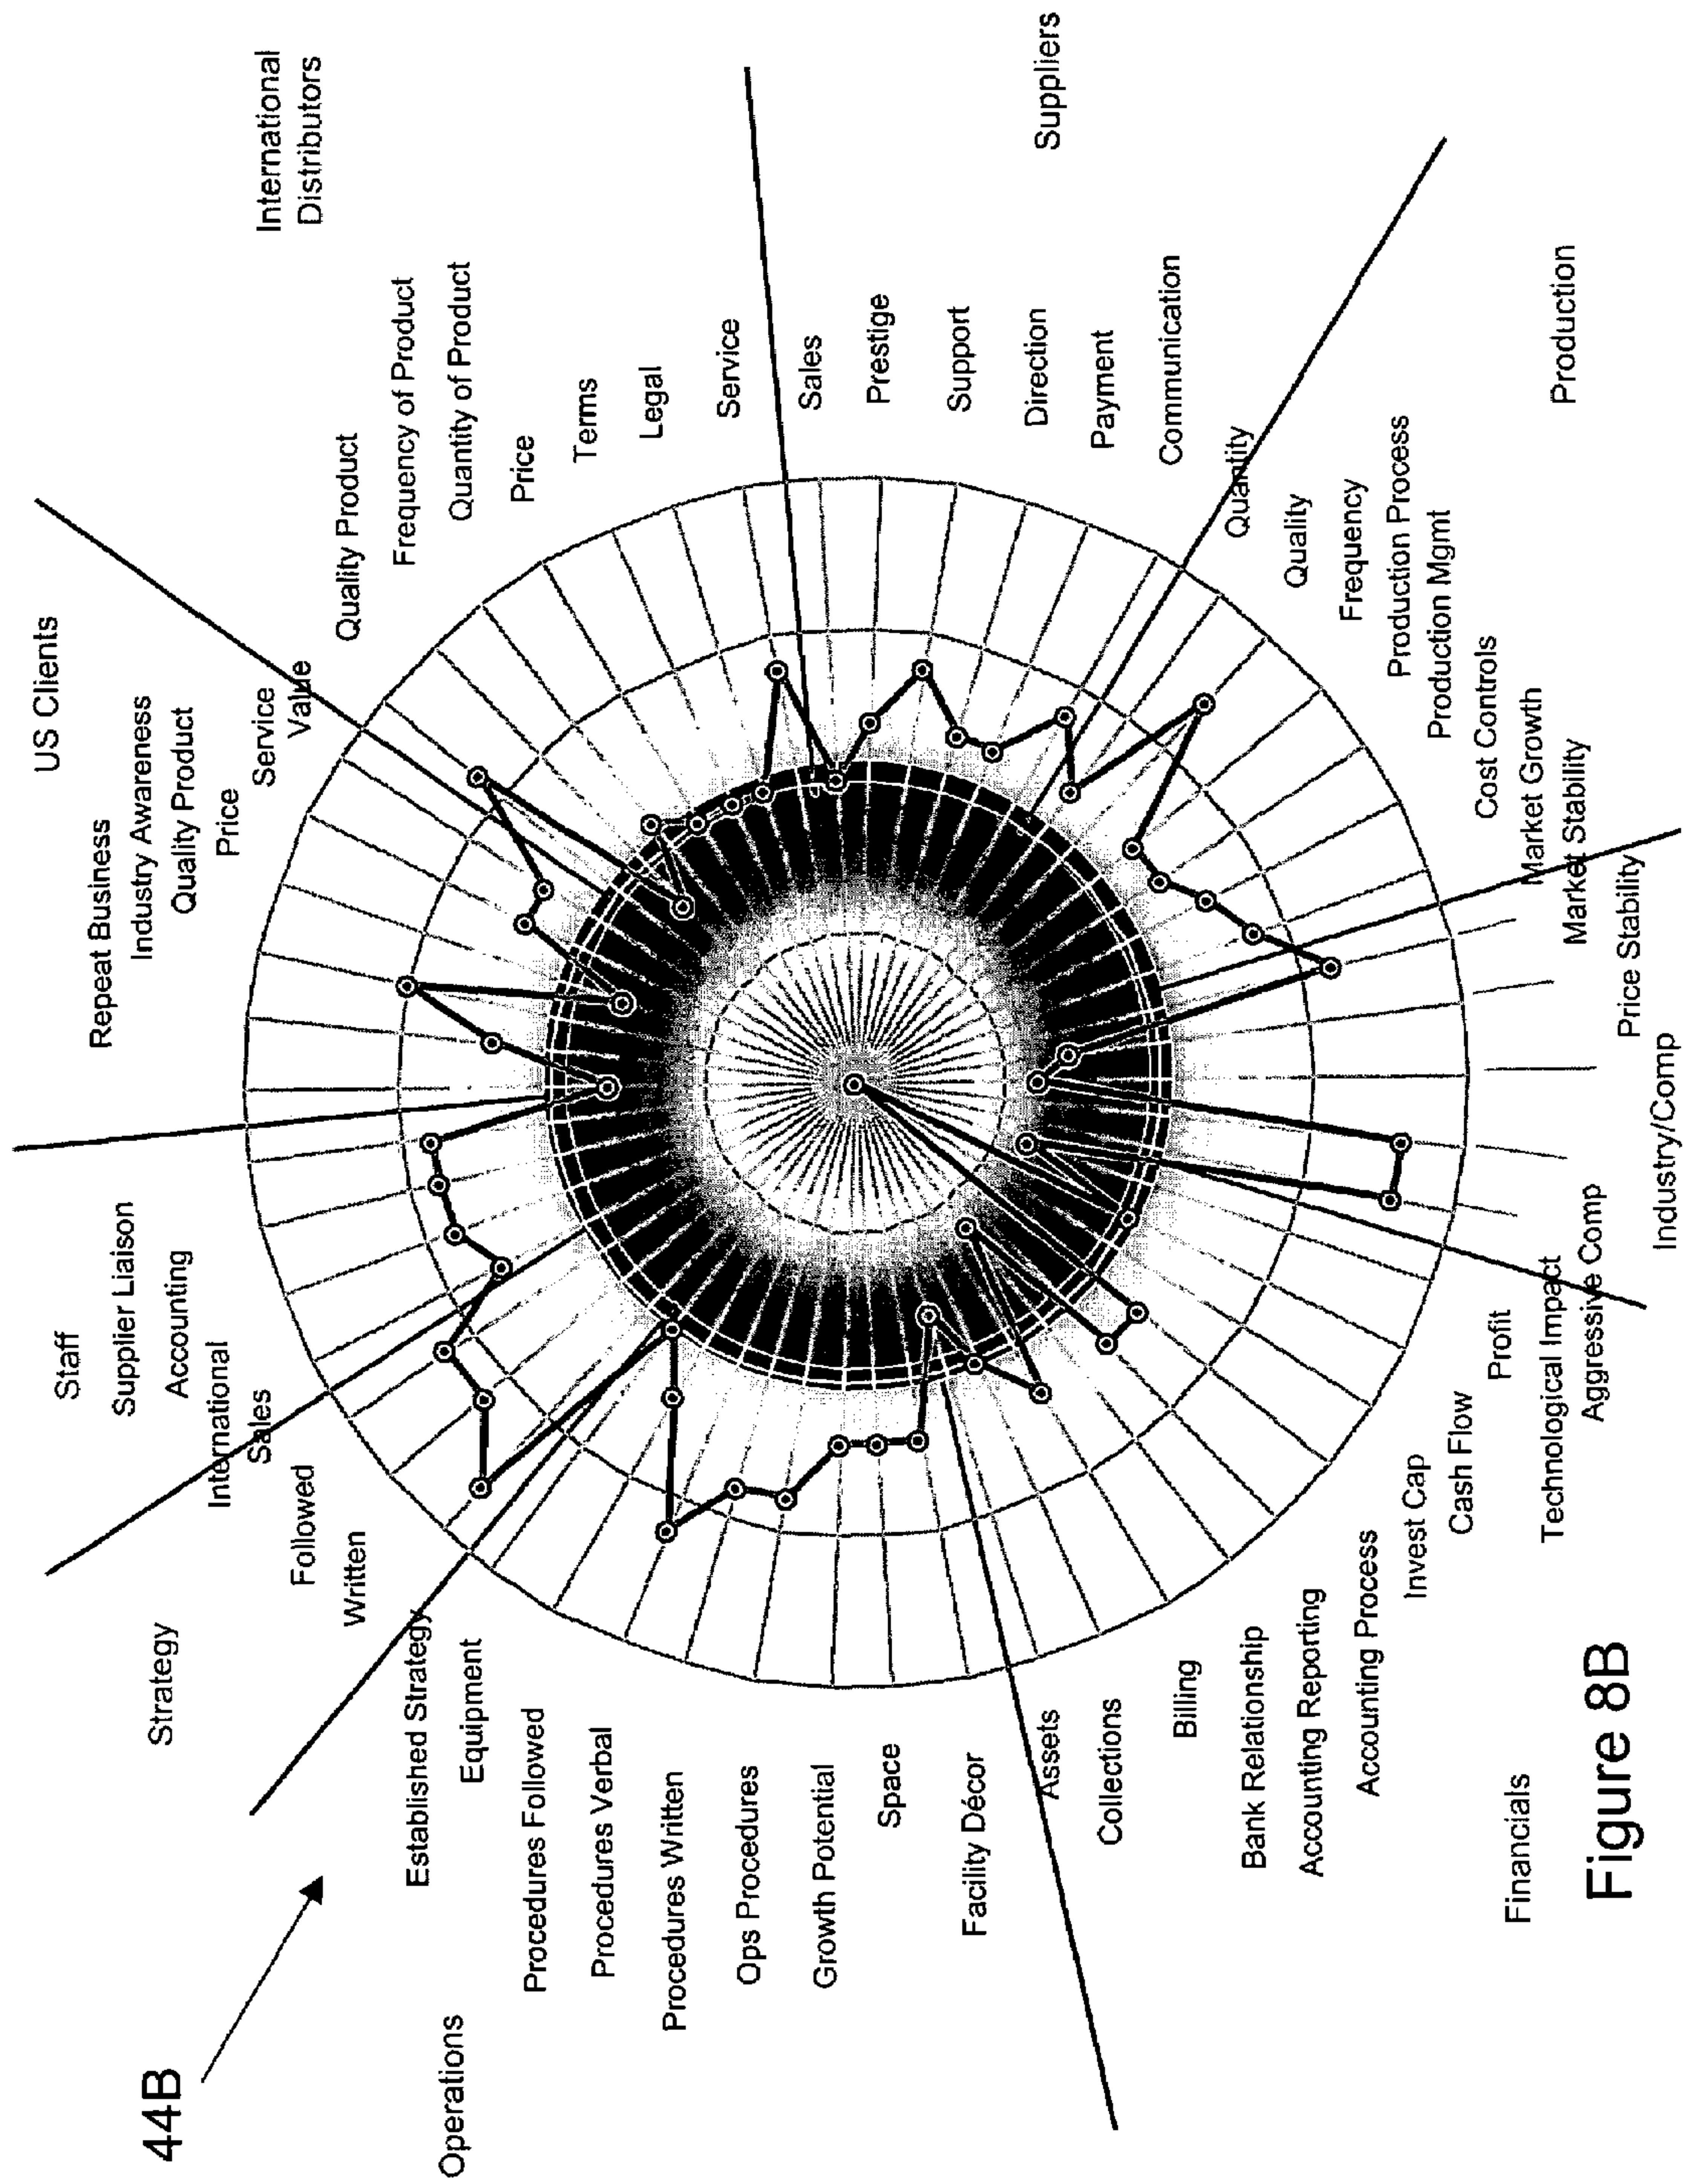 44B
Strategy
Staff
US Clients
International
Distributors
Suppliers
Production
Industry/Comp
Financials
Operations
Repeat Business
Industry Awareness
Quality Product
Price
Service
Value
Quality Product
Frequency of Product
Quantity of Product
Price
Terms
Legal
Service
Sales
Prestige
Support
Direction
Payment
Communication
Quantity
Quality
Frequency
Production Process
Production Mgmt
Cost Controls
Market Growth
Market Stability
Price Stability
Aggressive Comp
Technological Impact
Profit
Cash Flow
Invest Cap
Accounting Process
Accounting Reporting
Bank Relationship
Billing
Collections
Assets
Facility Décor
Space
Growth Potential
Ops Procedures
Procedures Written
Procedures Verbal
Procedures Followed
Equipment
Established Strategy
Written
Followed
Sales
International
Accounting
Supplier Liaison
Figure 8B